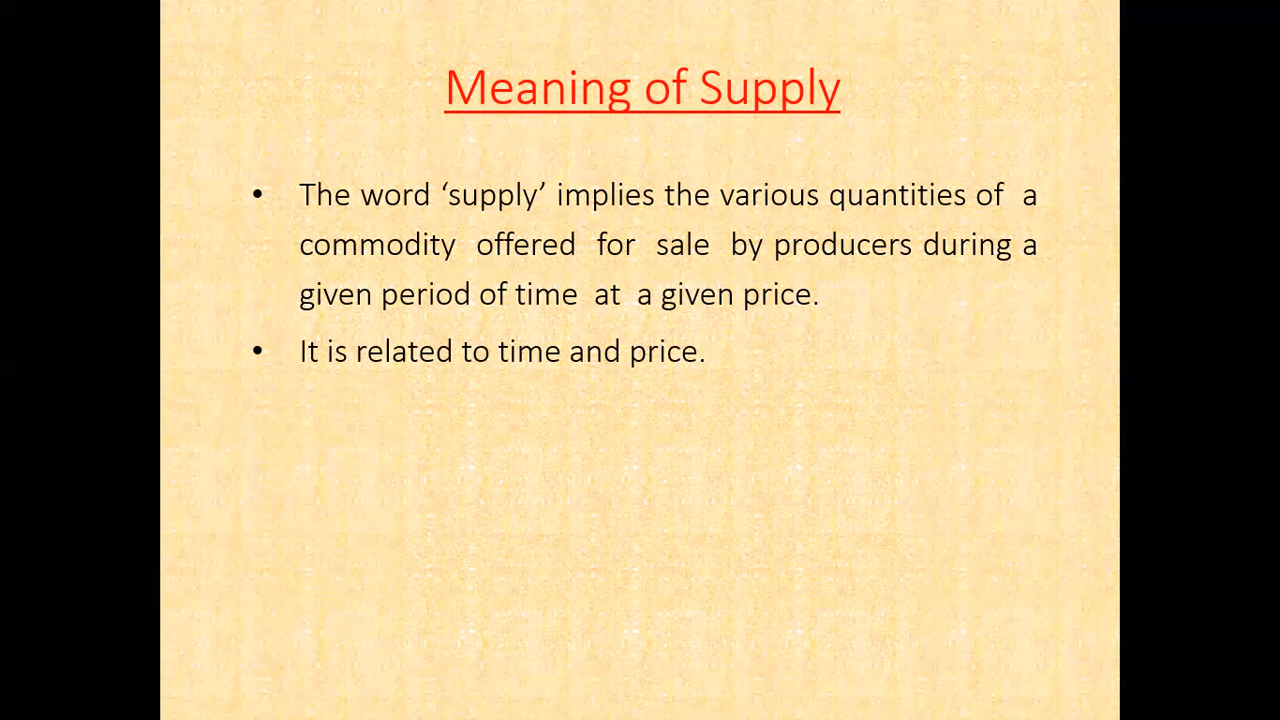 Meaning of Supply
• The word ‘supply’ implies the various quantities of a
commodity offered for sale by producers during a
given period of time at a given price.
• It is related to time and price.